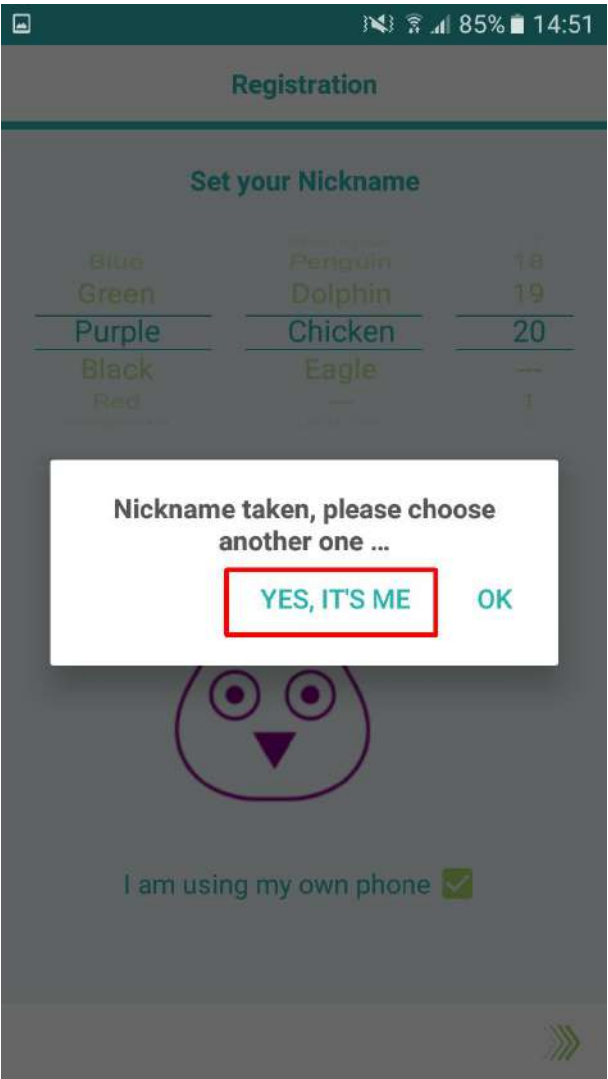 85% 14:51
Registration
Set your Nickname
Blue Penguin 18
Green Dolphin 19
Purple Chicken 20
Black Eagle ---
Red --- 1
Nickname taken, please choose
another one ...
YES, IT'S ME OK
I am using my own phone